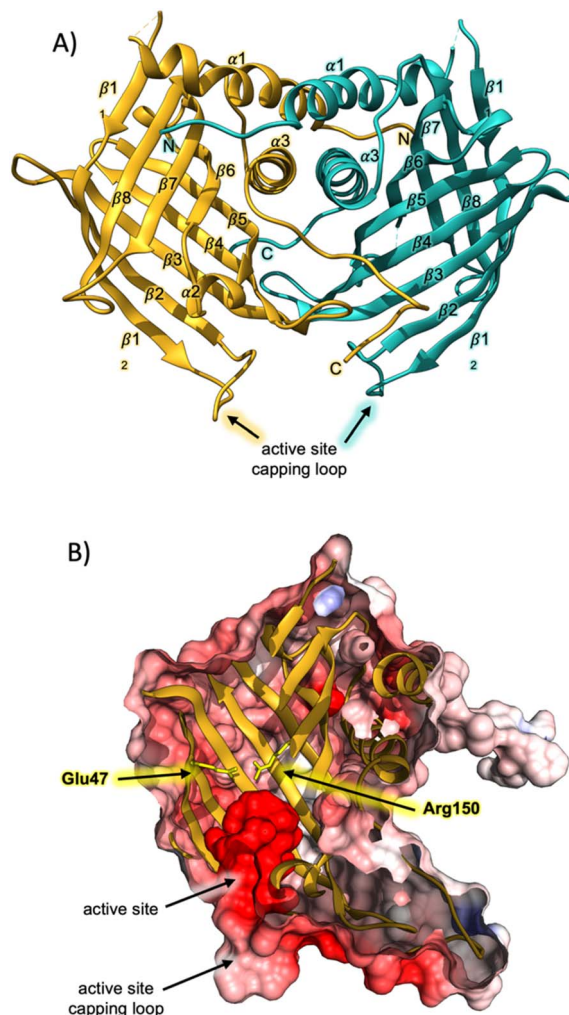 A)
α1
α1
β1
1
β1
1
N
N
β7
α3
α3
β6
β6
β7
β8
β5
β8
β5
β4
β4
C
β3
β3
α2
β2
β2
β1
2
β1
2
C
active site
capping loop
B)
Glu47
Arg150
active site
active site
capping loop